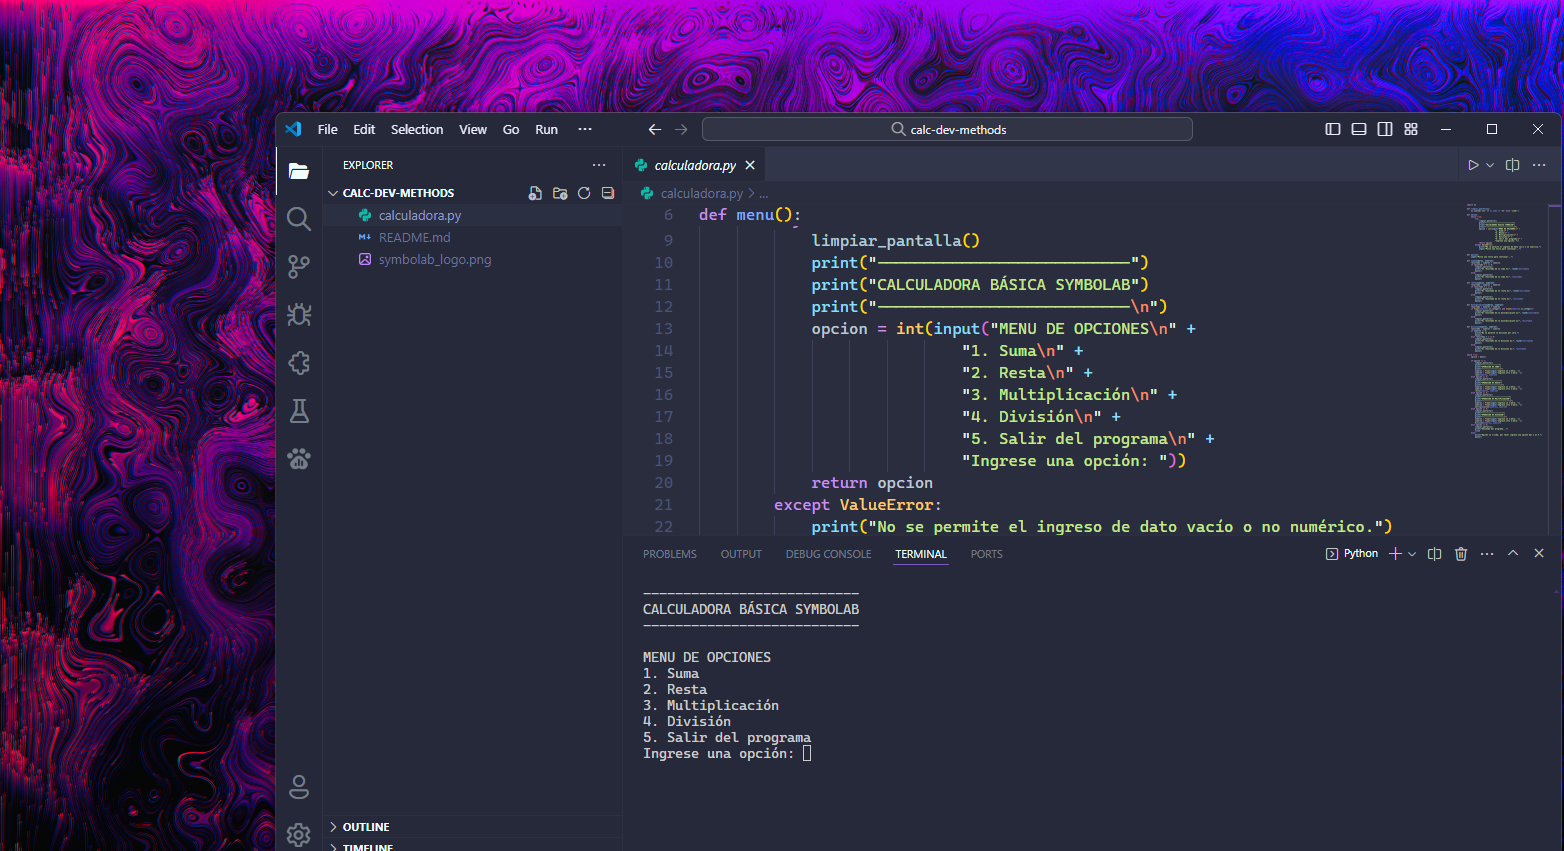 File Edit Selection View Go Run ···
calc-dev-methods
EXPLORER ···
CALC-DEV-METHODS
calculadora.py
README.md
symbolab_logo.png
OUTLINE
TIMELINE
calculadora.py
calculadora.py > ...
6 def menu():
9 limpiar_pantalla()
10 print("———————————————————————————")
11 print("CALCULADORA BÁSICA SYMBOLAB")
12 print("———————————————————————————\n")
13 opcion = int(input("MENU DE OPCIONES\n" +
14 "1. Suma\n" +
15 "2. Resta\n" +
16 "3. Multiplicación\n" +
17 "4. División\n" +
18 "5. Salir del programa\n" +
19 "Ingrese una opción: "))
20 return opcion
21 except ValueError:
22 print("No se permite el ingreso de dato vacío o no numérico.")
PROBLEMS OUTPUT DEBUG CONSOLE TERMINAL PORTS
Python
———————————————————————————
CALCULADORA BÁSICA SYMBOLAB
———————————————————————————
MENU DE OPCIONES
1. Suma
2. Resta
3. Multiplicación
4. División
5. Salir del programa
Ingrese una opción: